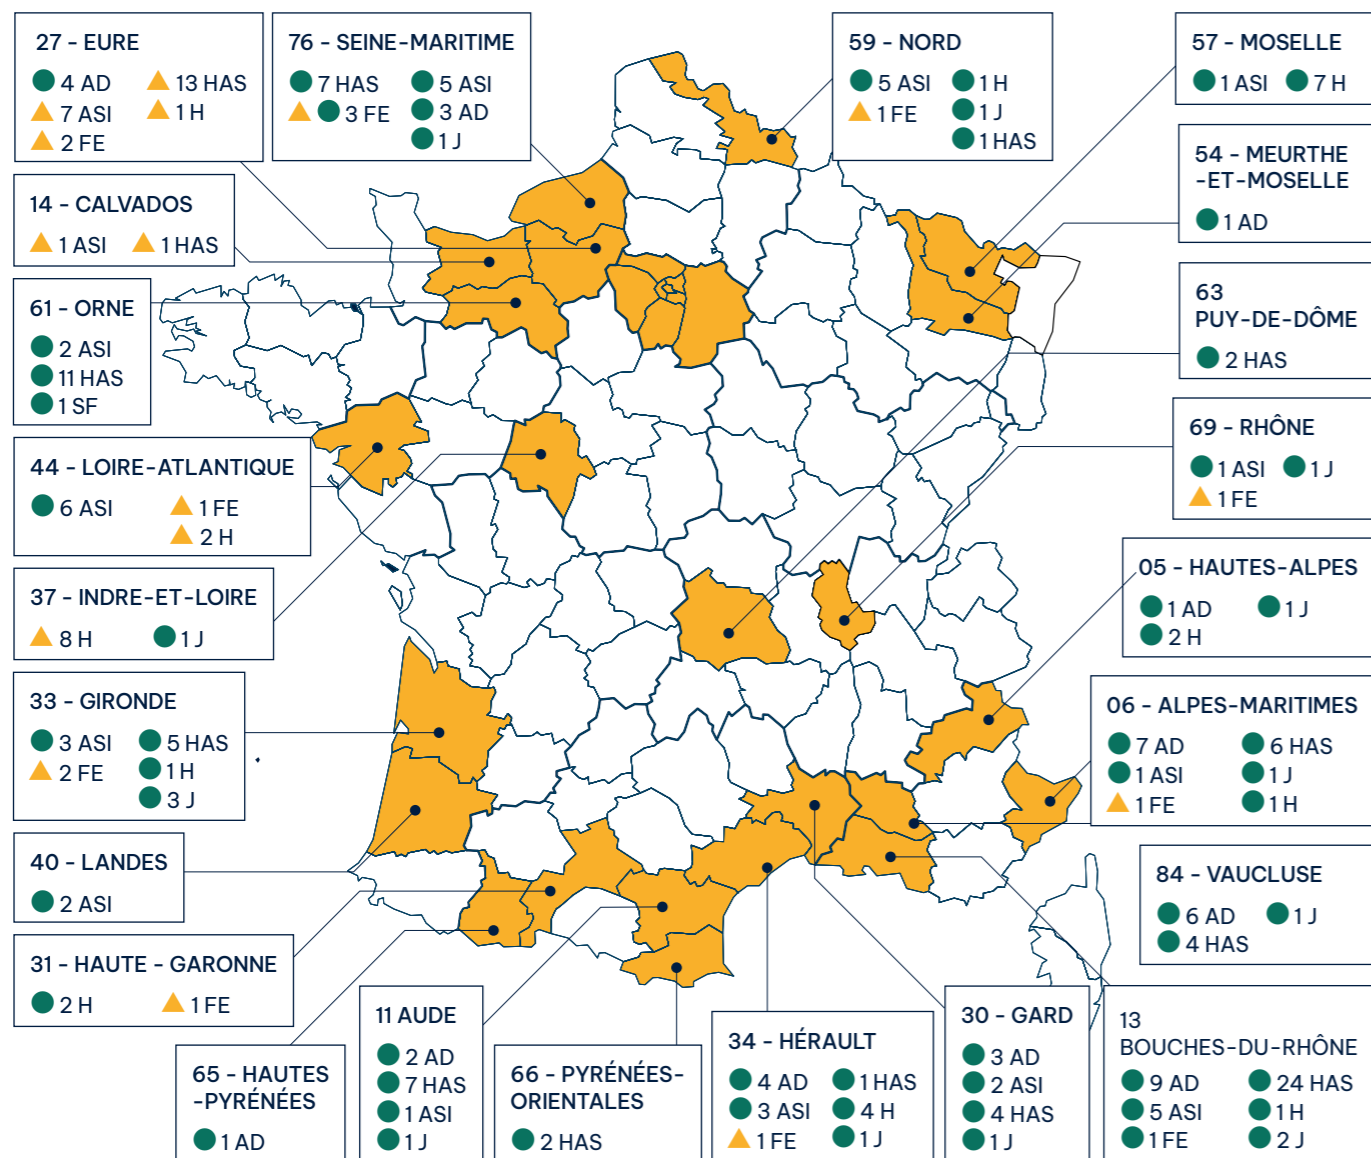 27 - EURE
4 AD
13 HAS
7 ASI
1 H
2 FE
76 - SEINE-MARITIME
7 HAS
5 ASI
3 FE
3 AD
1 J
59 - NORD
5 ASI
1 H
1 FE
1 J
1 HAS
57 - MOSELLE
1 ASI
7 H
54 - MEURTHE
-ET-MOSELLE
1 AD
14 - CALVADOS
1 ASI
1 HAS
61 - ORNE
2 ASI
11 HAS
1 SF
63
PUY-DE-DÔME
2 HAS
69 - RHÔNE
1 ASI
1 J
1 FE
44 - LOIRE-ATLANTIQUE
6 ASI
1 FE
2 H
37 - INDRE-ET-LOIRE
8 H
1 J
05 - HAUTES-ALPES
1 AD
1 J
2 H
33 - GIRONDE
3 ASI
5 HAS
2 FE
1 H
3 J
06 - ALPES-MARITIMES
7 AD
6 HAS
1 ASI
1 J
1 FE
1 H
40 - LANDES
2 ASI
84 - VAUCLUSE
6 AD
1 J
4 HAS
31 - HAUTE - GARONNE
2 H
1 FE
65 - HAUTES
-PYRÉNÉES
1 AD
11 AUDE
2 AD
7 HAS
1 ASI
1 J
66 - PYRÉNÉES-
ORIENTALES
2 HAS
34 - HÉRAULT
4 AD
1 HAS
3 ASI
4 H
1 FE
1 J
30 - GARD
3 AD
2 ASI
4 HAS
1 J
13
BOUCHES-DU-RHÔNE
9 AD
24 HAS
5 ASI
1 H
1 FE
2 J